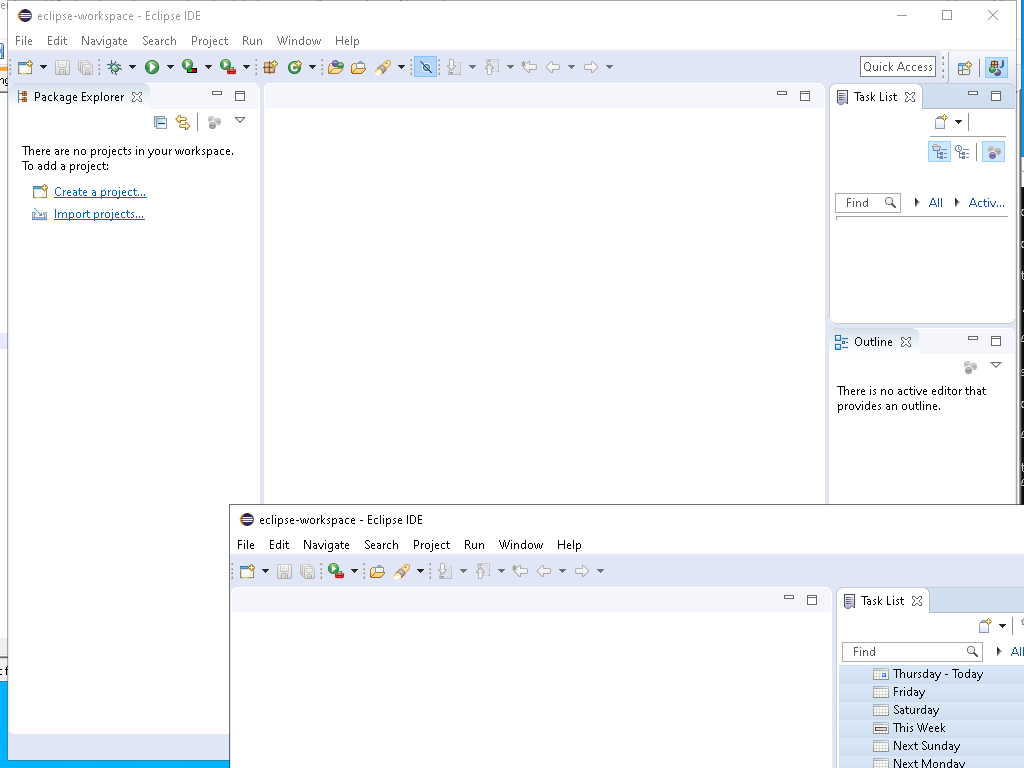 eclipse-workspace - Eclipse IDE
File Edit Navigate Search Project Run Window Help
Quick Access
Package Explorer
Task List
There are no projects in your workspace.
To add a project:
Create a project...
Import projects...
Find All Activ...
Outline
There is no active editor that
provides an outline.
eclipse-workspace - Eclipse IDE
File Edit Navigate Search Project Run Window Help
Task List
Find All
Thursday - Today
Friday
Saturday
This Week
Next Sunday
Next Monday